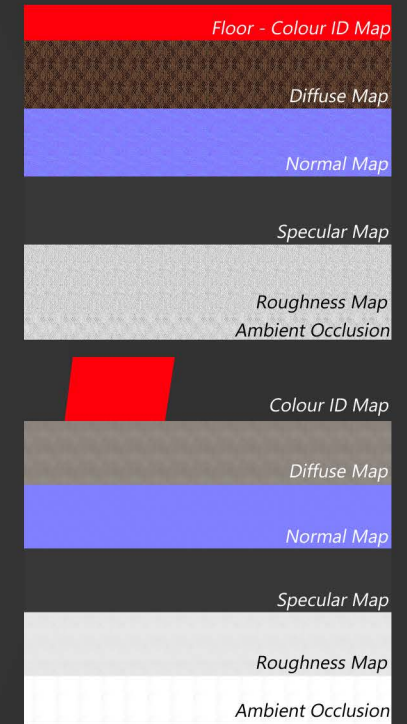 Floor - Colour ID Map
Diffuse Map
Normal Map
Specular Map
Roughness Map
Ambient Occlusion
Colour ID Map
Diffuse Map
Normal Map
Specular Map
Roughness Map
Ambient Occlusion